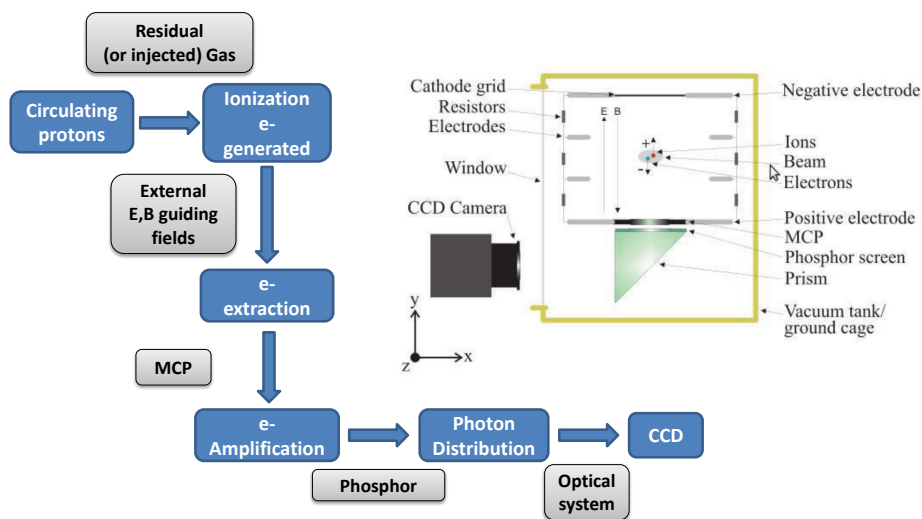 Residual
(or injected) Gas
Circulating
protons
Ionization
e-
generated
External
E,B guiding
fields
e-
extraction
MCP
e-
Amplification
Photon
Distribution
CCD
Phosphor
Optical
system
Cathode grid
Resistors
Electrodes
Window
CCD Camera
E B
+
-
Negative electrode
Ions
Beam
Electrons
Positive electrode
MCP
Phosphor screen
Prism
Vacuum tank/
ground cage
y
z
x